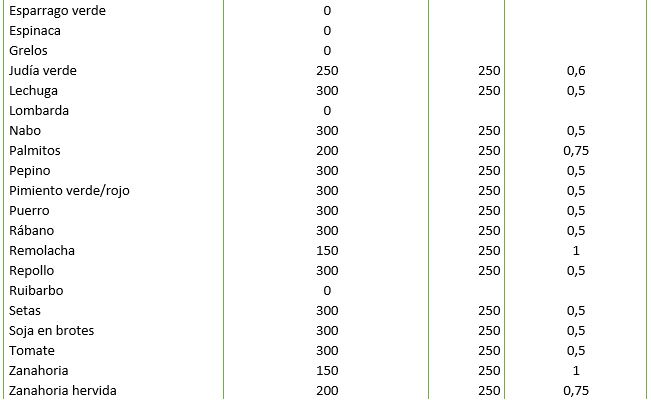 Esparrago verde 0
Espinaca 0
Grelos 0
Judía verde 250 250 0,6
Lechuga 300 250 0,5
Lombarda 0
Nabo 300 250 0,5
Palmitos 200 250 0,75
Pepino 300 250 0,5
Pimiento verde/rojo 300 250 0,5
Puerro 300 250 0,5
Rábano 300 250 0,5
Remolacha 150 250 1
Repollo 300 250 0,5
Ruibarbo 0
Setas 300 250 0,5
Soja en brotes 300 250 0,5
Tomate 300 250 0,5
Zanahoria 150 250 1
Zanahoria hervida 200 250 0,75